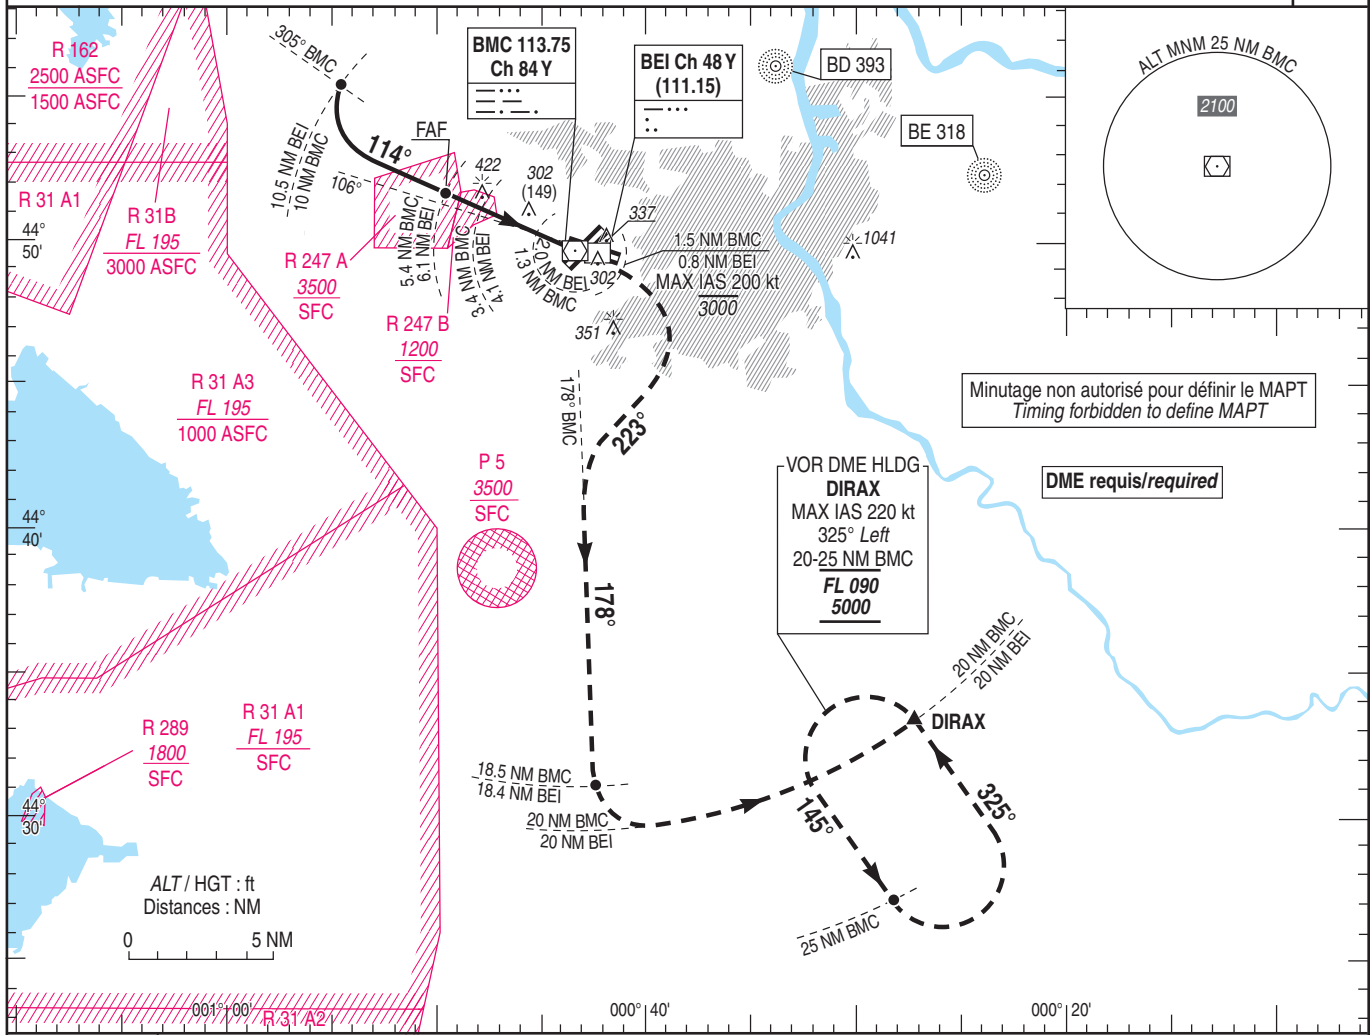 R 162
2500 ASFC
1500 ASFC
305° BMC
BMC 113.75
Ch 84 Y
BEI Ch 48 Y
(111.15)
BD 393
BE 318
ALT MNM 25 NM BMC
2100
10.5 NM BEI
10 NM BMC
114°
FAF
106°
422
302
(149)
337
1041
R 31 A1
R 31B
FL 195
3000 ASFC
44°
50'
R 247 A
3500
SFC
5.4 NM BMC
6.1 NM BEI
3.4 NM BMC
4.1 NM BEI
2.0 NM BEI
1.3 NM BMC
302
1.5 NM BMC
0.8 NM BEI
MAX IAS 200 kt
3000
R 247 B
1200
SFC
351
R 31 A3
FL 195
1000 ASFC
178° BMC
223°
Minutage non autorisé pour définir le MAPT
Timing forbidden to define MAPT
DME requis/required
P 5
3500
SFC
VOR DME HLDG
DIRAX
MAX IAS 220 kt
325° Left
20-25 NM BMC
FL 090
5000
44°
40'
178°
20 NM BMC
20 NM BEI
DIRAX
R 289
1800
SFC
R 31 A1
FL 195
SFC
18.5 NM BMC
18.4 NM BEI
20 NM BMC
20 NM BEI
145°
325°
44°
30'
25 NM BMC
ALT / HGT : ft
Distances : NM
0 5 NM
001° 00'
000° 40'
000° 20'
R 31 A2